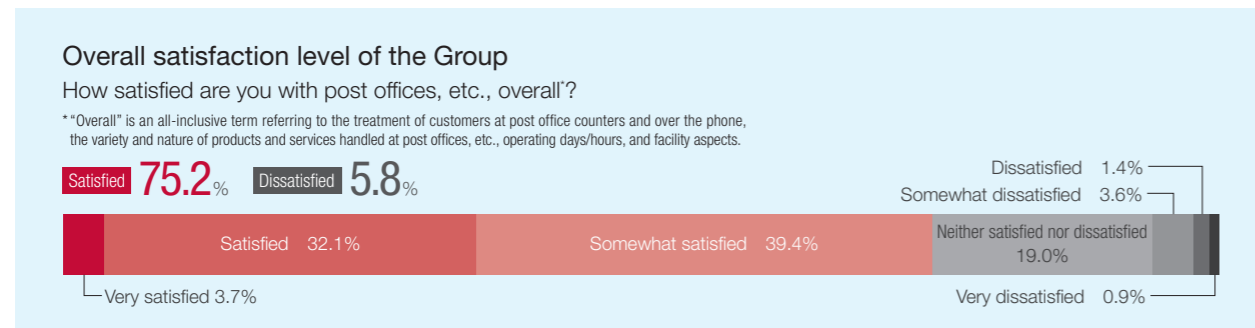 Overall satisfaction level of the Group
How satisfied are you with post offices, etc., overall*?
* “Overall” is an all-inclusive term referring to the treatment of customers at post office counters and over the phone,
the variety and nature of products and services handled at post offices, etc., operating days/hours, and facility aspects.
Satisfied 75.2% Dissatisfied 5.8%
Dissatisfied 1.4%
Somewhat dissatisfied 3.6%
Satisfied 32.1%
Somewhat satisfied 39.4%
Neither satisfied nor dissatisfied
19.0%
Very satisfied 3.7%
Very dissatisfied 0.9%